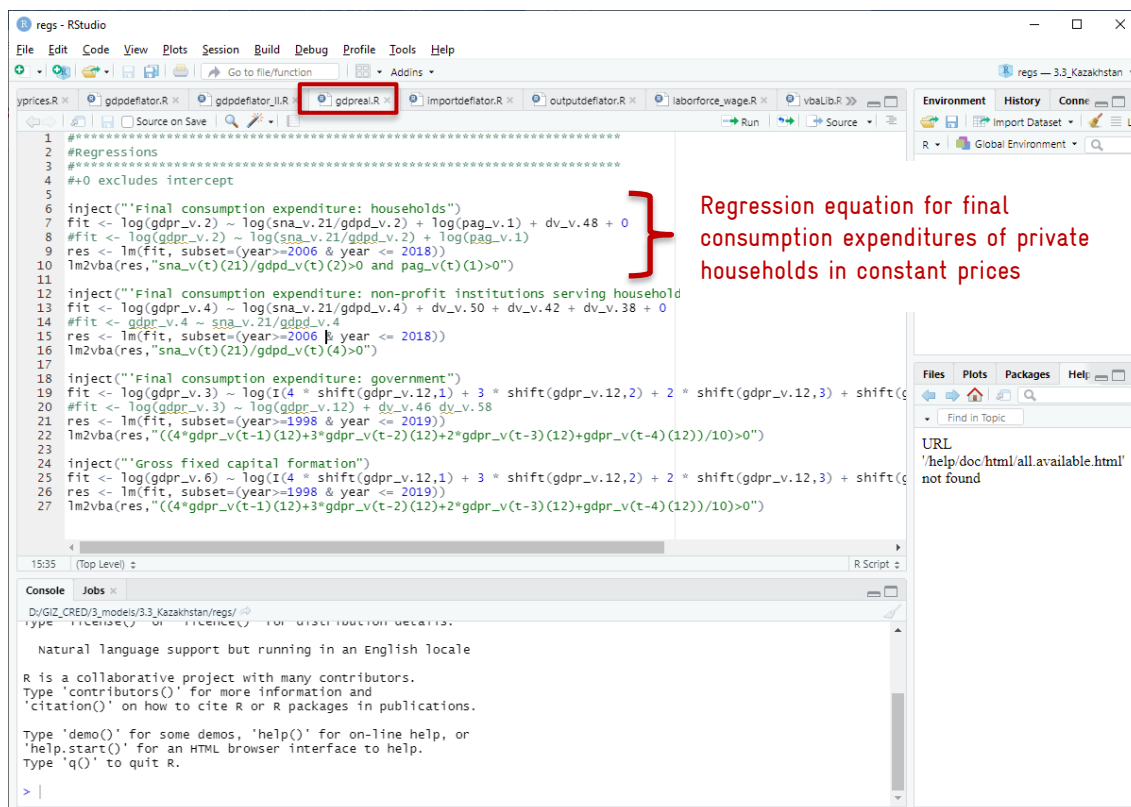 regs - RStudio
File Edit Code View Plots Session Build Debug Profile Tools Help
Go to file/function Addins
regs — 3.3_Kazakhstan
yprices.R gdpdeflator.R gdpdeflator_II.R gdpreal.R importdeflator.R outputdeflator.R laborforce_wage.R vbaLib.R
Source on Save Run Source
1 #*****************************************************************
2 #Regressions
3 #*****************************************************************
4 #+0 excludes intercept
5
6 inject("'Final consumption expenditure: households")
7 fit <- log(gdpr_v.2) ~ log(sna_v.21/gdpd_v.2) + log(pag_v.1) + dv_v.48 + 0
8 #fit <- log(gdpr_v.2) ~ log(sna_v.21/gdpd_v.2) + log(pag_v.1)
9 res <- lm(fit, subset=(year>=2006 & year <= 2018))
10 lm2vba(res,"sna_v(t)(21)/gdpd_v(t)(2)>0 and pag_v(t)(1)>0")
11
12 inject("'Final consumption expenditure: non-profit institutions serving household
13 fit <- log(gdpr_v.4) ~ log(sna_v.21/gdpd_v.4) + dv_v.50 + dv_v.42 + dv_v.38 + 0
14 #fit <- gdpr_v.4 ~ sna_v.21/gdpd_v.4
15 res <- lm(fit, subset=(year>=2006 & year <= 2018))
16 lm2vba(res,"sna_v(t)(21)/gdpd_v(t)(4)>0")
17
18 inject("'Final consumption expenditure: government")
19 fit <- log(gdpr_v.3) ~ log(I(4 * shift(gdpr_v.12,1) + 3 * shift(gdpr_v.12,2) + 2 * shift(gdpr_v.12,3) + shift(g
20 #fit <- log(gdpr_v.3) ~ log(gdpr_v.12) + dv_v.46 dv_v.58
21 res <- lm(fit, subset=(year>=1998 & year <= 2019))
22 lm2vba(res,"((4*gdpr_v(t-1)(12)+3*gdpr_v(t-2)(12)+2*gdpr_v(t-3)(12)+gdpr_v(t-4)(12))/10)>0")
23
24 inject("'Gross fixed capital formation")
25 fit <- log(gdpr_v.6) ~ log(I(4 * shift(gdpr_v.12,1) + 3 * shift(gdpr_v.12,2) + 2 * shift(gdpr_v.12,3) + shift(g
26 res <- lm(fit, subset=(year>=1998 & year <= 2019))
27 lm2vba(res,"((4*gdpr_v(t-1)(12)+3*gdpr_v(t-2)(12)+2*gdpr_v(t-3)(12)+gdpr_v(t-4)(12))/10)>0")
15:35 (Top Level) R Script
Regression equation for final
consumption expenditures of private
households in constant prices
Console Jobs
D:/GIZ_CRED/3_models/3.3_Kazakhstan/regs/
Type 'license()' or 'licence()' for distribution details.
Natural language support but running in an English locale
R is a collaborative project with many contributors.
Type 'contributors()' for more information and
'citation()' on how to cite R or R packages in publications.
Type 'demo()' for some demos, 'help()' for on-line help, or
'help.start()' for an HTML browser interface to help.
Type 'q()' to quit R.
>
Environment History Conne
Import Dataset L
R Global Environment
Files Plots Packages Help
Find in Topic
URL
'/help/doc/html/all.available.html'
not found